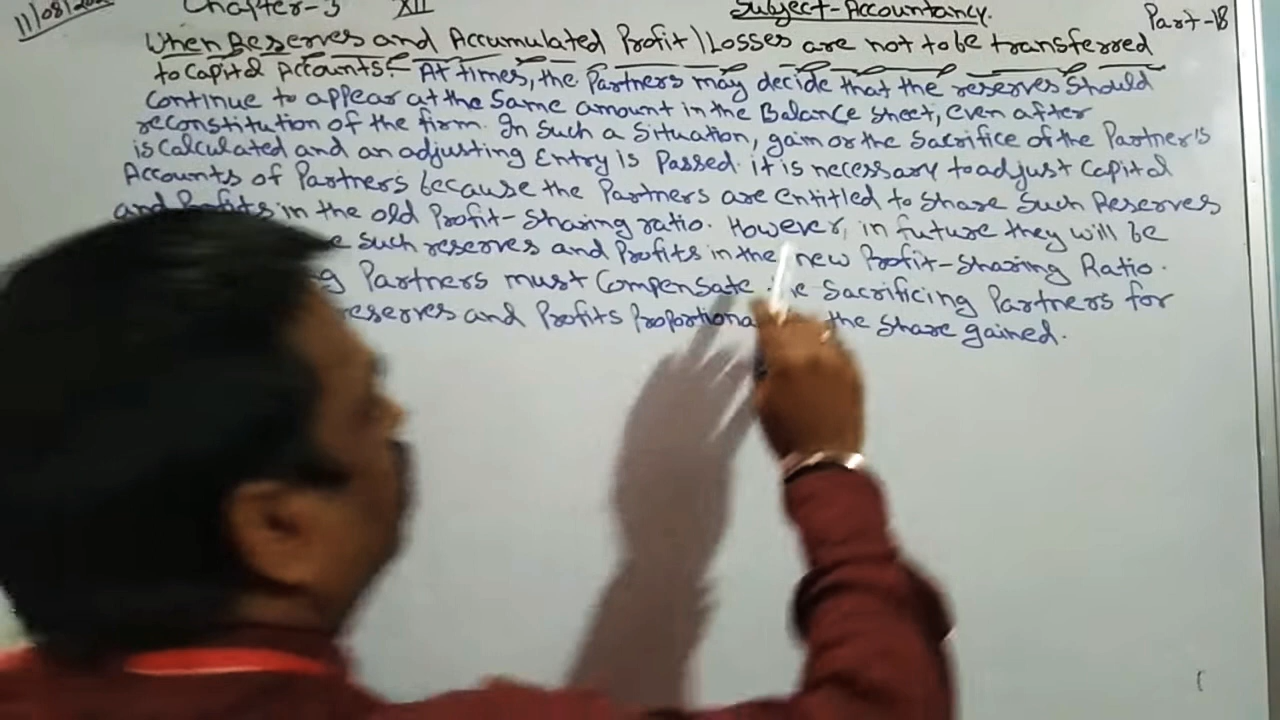 11/08/20 Chapter-3 XII Subject-Accountancy. Part-18
When Reserves and Accumulated Profit/Losses are not to be transferred
to Capital Accounts:- At times, the Partners may decide that the reserves should
continue to appear at the same amount in the Balance Sheet, even after
reconstitution of the firm. In such a situation, gain or the Sacrifice of the Partner's
is calculated and an adjusting Entry is Passed. it is necessary to adjust Capital
Accounts of Partners because the Partners are entitled to share such Reserves
and Profits in the old Profit-sharing ratio. However, in future they will be
such reserves and Profits in the new Profit-Sharing Ratio.
Partners must Compensate Sacrificing Partners for
reserves and Profits the share gained.